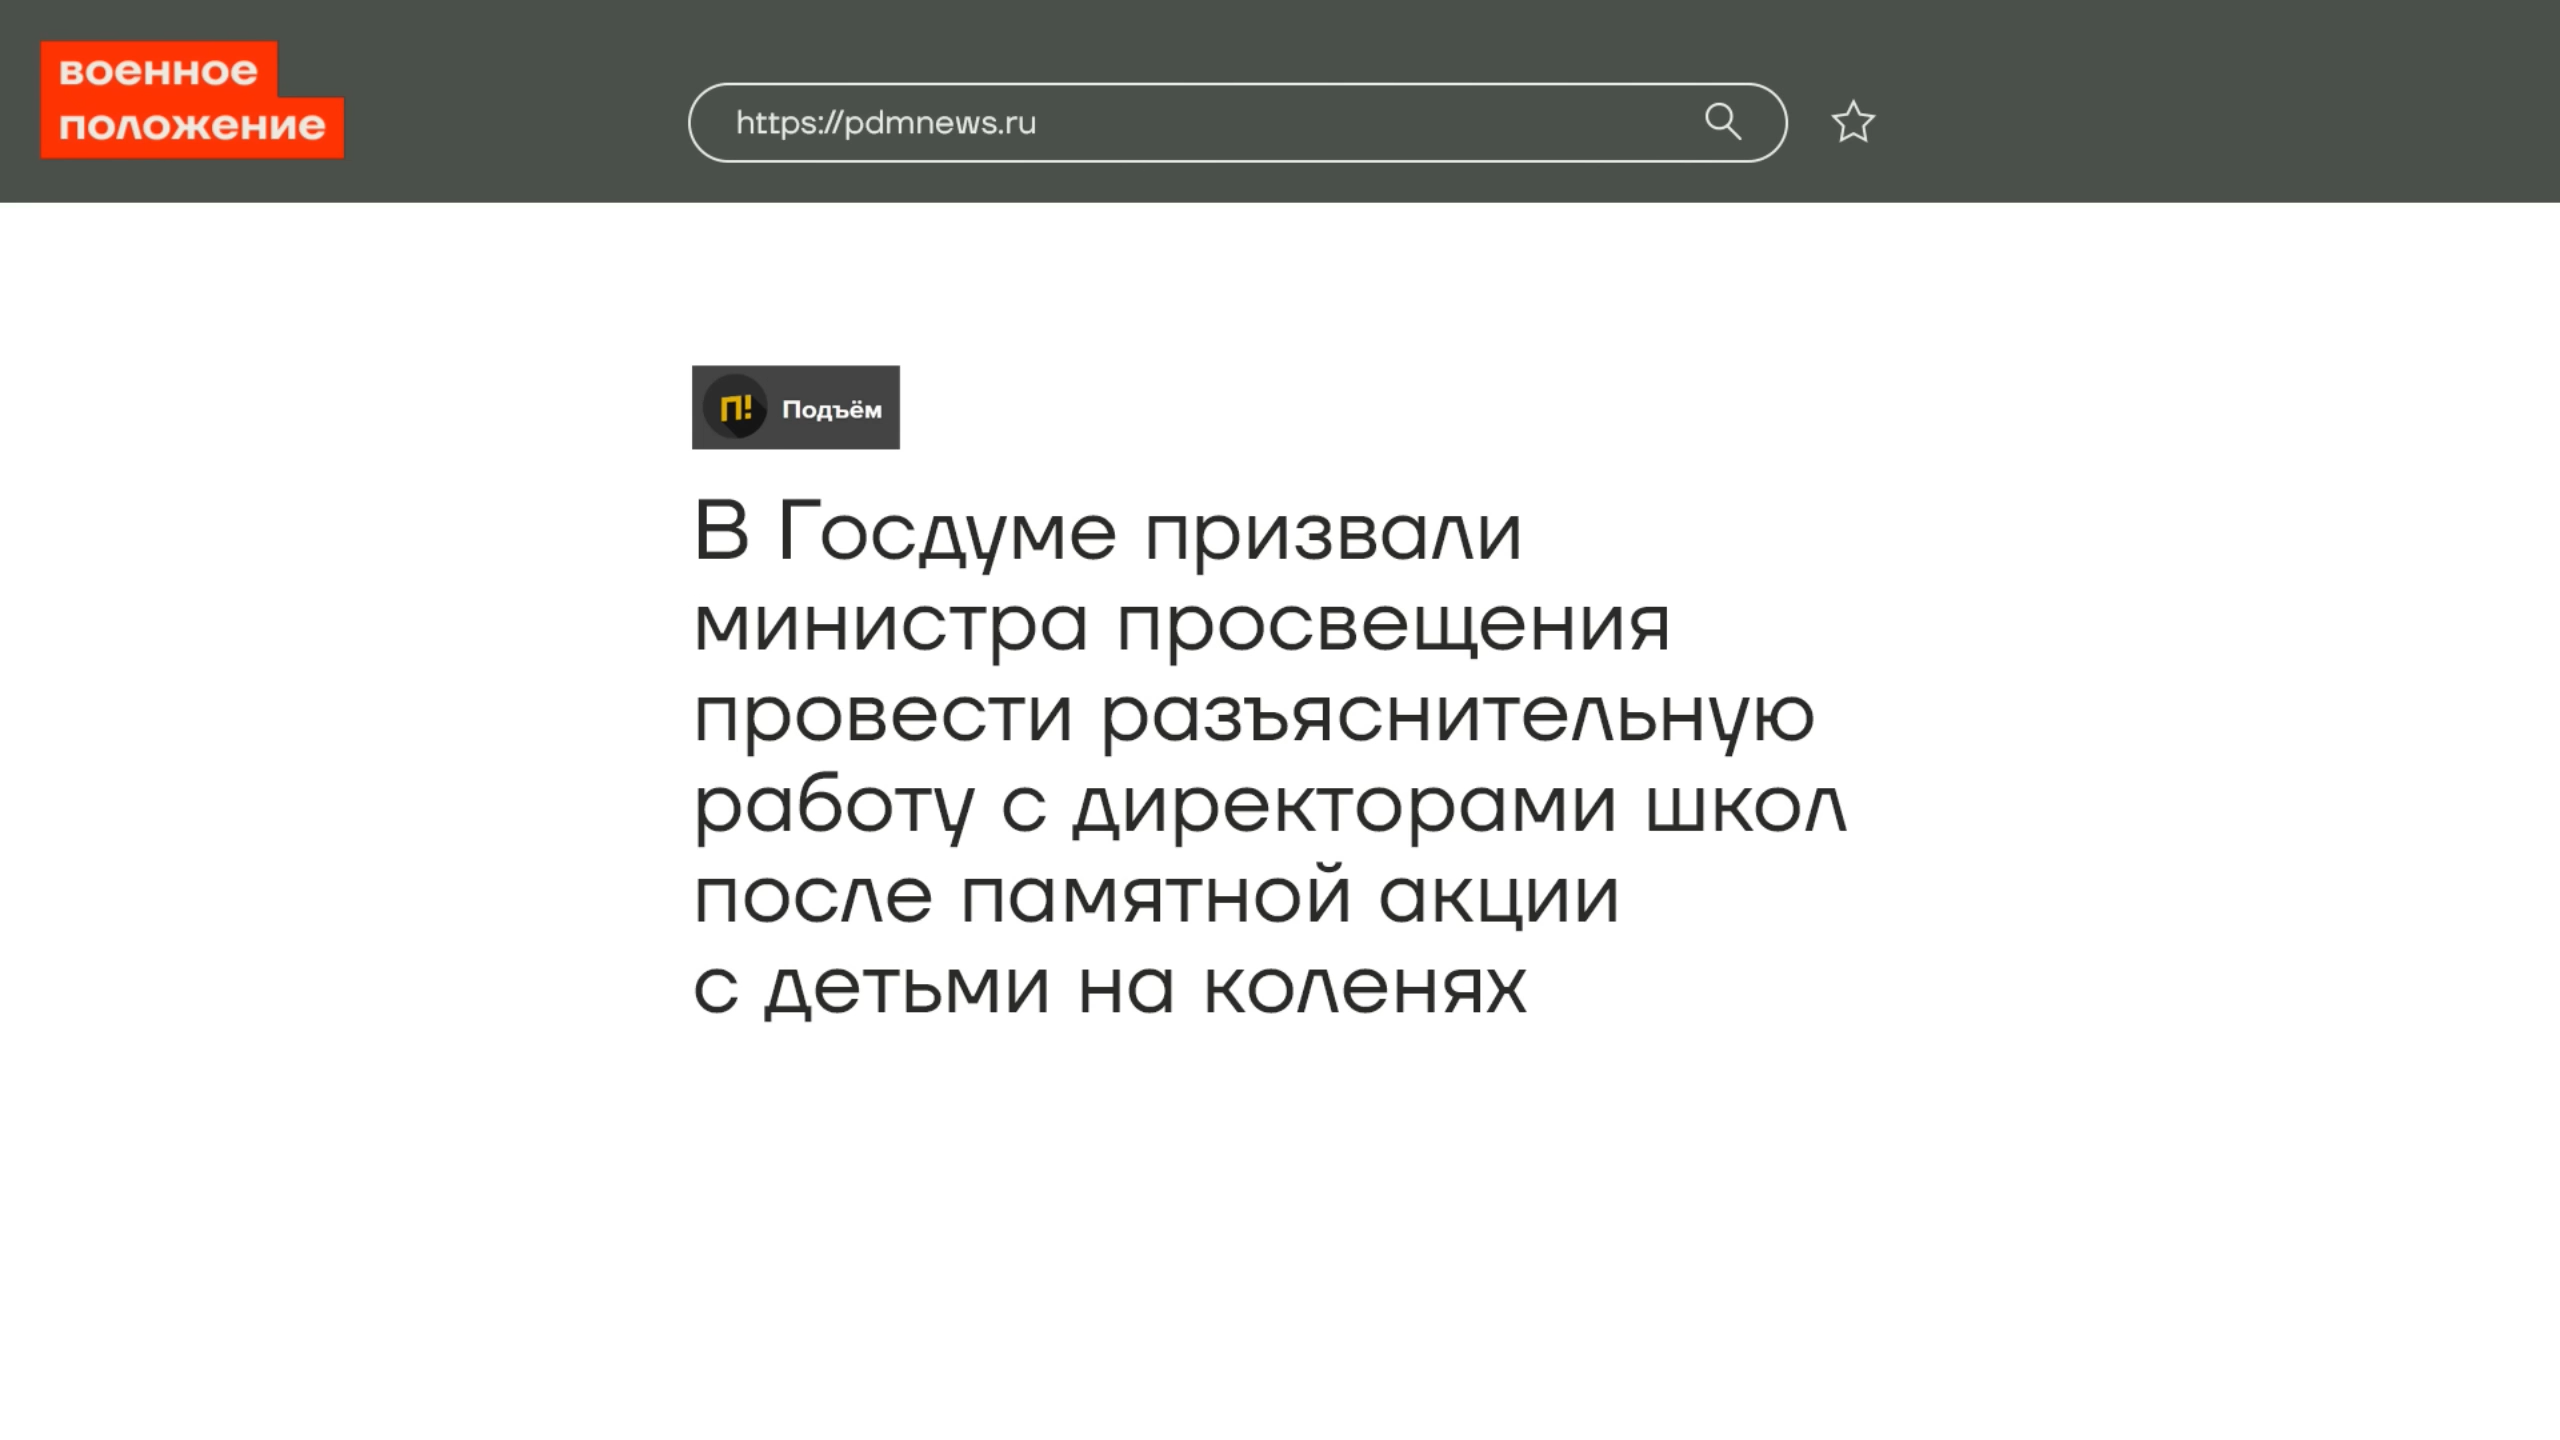 военное
положение
https://pdmnews.ru
П! Подъём
В Госдуме призвали
министра просвещения
провести разъяснительную
работу с директорами школ
после памятной акции
с детьми на коленях